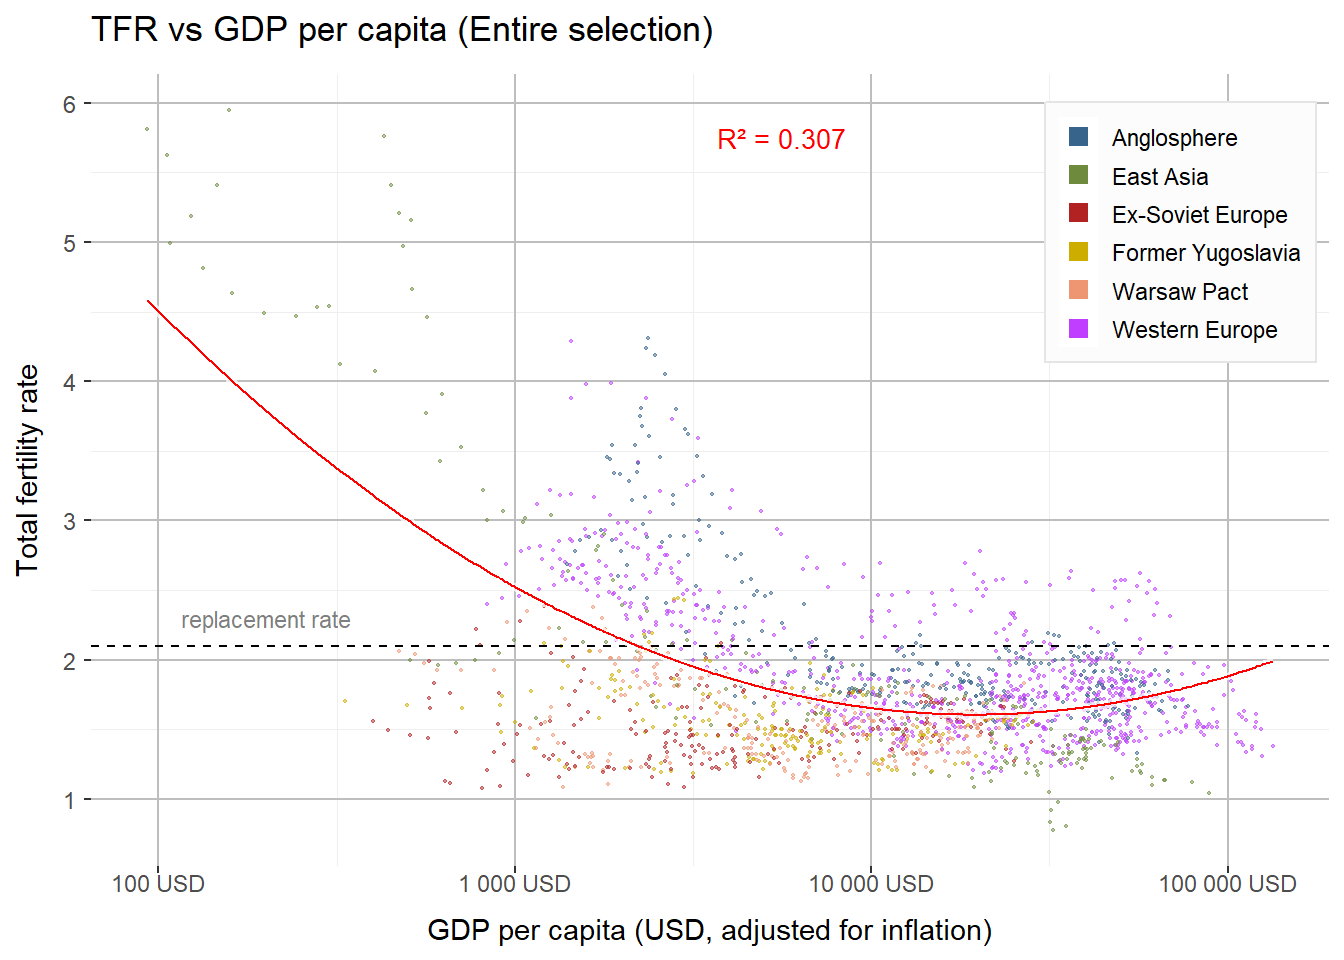 TFR vs GDP per capita (Entire selection)
6
5
4
3
2
1
Total fertility rate
R² = 0.307
replacement rate
Anglosphere
East Asia
Ex-Soviet Europe
Former Yugoslavia
Warsaw Pact
Western Europe
100 USD
1 000 USD
10 000 USD
100 000 USD
GDP per capita (USD, adjusted for inflation)